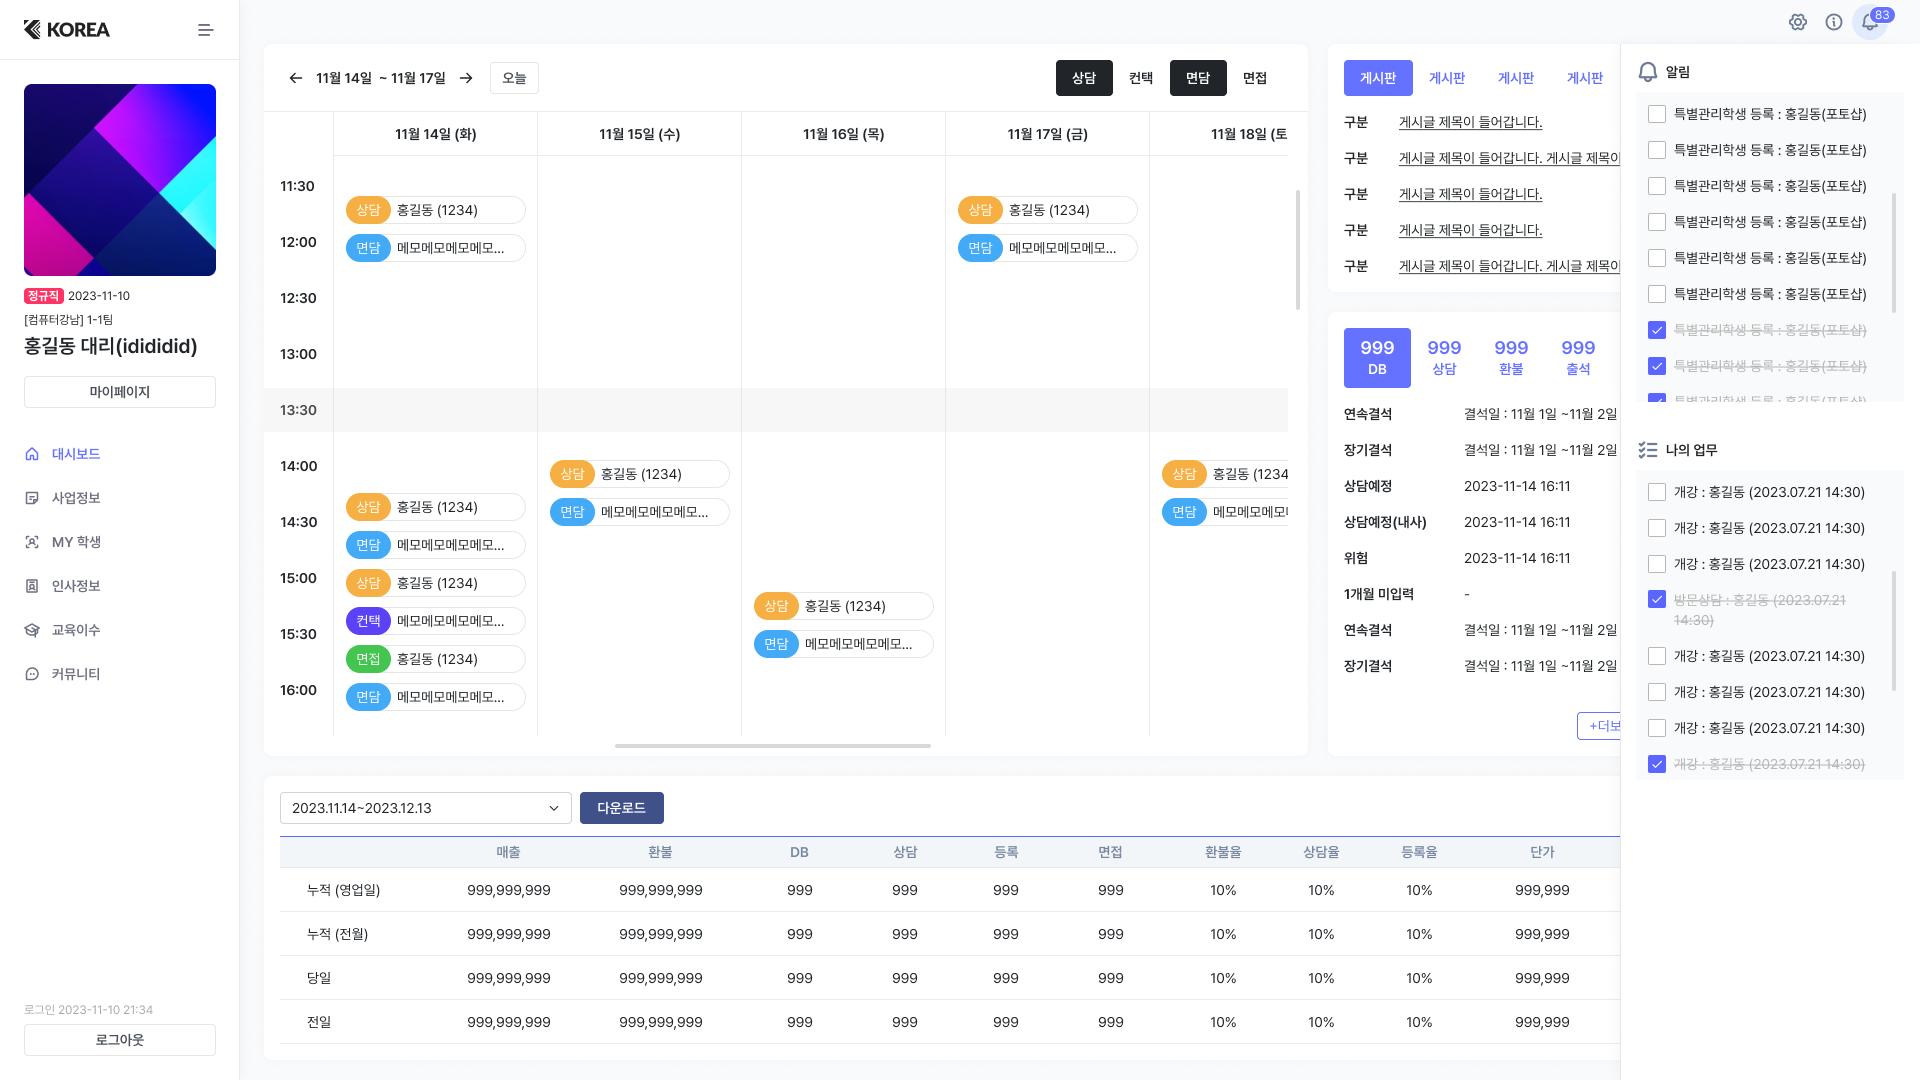 KOREA
정규직 2023-11-10
[컴퓨터강남] 1-1팀
홍길동 대리(idididid)
마이페이지
대시보드
사업정보
MY 학생
인사정보
교육이수
커뮤니티
로그인 2023-11-10 21:34
로그아웃
83
11월 14일 ~ 11월 17일
오늘
상담 컨택 면담 면접
11월 14일 (화) 11월 15일 (수) 11월 16일 (목) 11월 17일 (금) 11월 18일 (토
11:30
상담 홍길동 (1234) 상담 홍길동 (1234)
12:00
면담 메모메모메모메모... 면담 메모메모메모메모...
12:30
13:00
13:30
14:00
상담 홍길동 (1234) 상담 홍길동 (1234
상담 홍길동 (1234)
면담 메모메모메모메모... 면담 메모메모메모
14:30
면담 메모메모메모메모...
15:00
상담 홍길동 (1234)
상담 홍길동 (1234)
컨택 메모메모메모메모...
15:30
면담 메모메모메모메모...
면접 홍길동 (1234)
16:00
면담 메모메모메모메모...
게시판 게시판 게시판 게시판
구분 게시글 제목이 들어갑니다.
구분 게시글 제목이 들어갑니다. 게시글 제목이
구분 게시글 제목이 들어갑니다.
구분 게시글 제목이 들어갑니다.
구분 게시글 제목이 들어갑니다. 게시글 제목이
999 999 999 999
DB 상담 환불 출석
연속결석 결석일 : 11월 1일 ~11월 2일
장기결석 결석일 : 11월 1일 ~11월 2일
상담예정 2023-11-14 16:11
상담예정(내사) 2023-11-14 16:11
위험 2023-11-14 16:11
1개월 미입력 -
연속결석 결석일 : 11월 1일 ~11월 2일
장기결석 결석일 : 11월 1일 ~11월 2일
+더보
알림
특별관리학생 등록 : 홍길동(포토샵)
특별관리학생 등록 : 홍길동(포토샵)
특별관리학생 등록 : 홍길동(포토샵)
특별관리학생 등록 : 홍길동(포토샵)
특별관리학생 등록 : 홍길동(포토샵)
특별관리학생 등록 : 홍길동(포토샵)
특별관리학생 등록 : 홍길동(포토샵)
특별관리학생 등록 : 홍길동(포토샵)
특별관리학생 등록 : 홍길동(포토샵)
나의 업무
개강 : 홍길동 (2023.07.21 14:30)
개강 : 홍길동 (2023.07.21 14:30)
개강 : 홍길동 (2023.07.21 14:30)
방문상담 : 홍길동 (2023.07.21
14:30)
개강 : 홍길동 (2023.07.21 14:30)
개강 : 홍길동 (2023.07.21 14:30)
개강 : 홍길동 (2023.07.21 14:30)
개강 : 홍길동 (2023.07.21 14:30)
2023.11.14~2023.12.13
다운로드
매출 환불 DB 상담 등록 면접 환불율 상담율 등록율 단가
누적 (영업일) 999,999,999 999,999,999 999 999 999 999 10% 10% 10% 999,999
누적 (전월) 999,999,999 999,999,999 999 999 999 999 10% 10% 10% 999,999
당일 999,999,999 999,999,999 999 999 999 999 10% 10% 10% 999,999
전일 999,999,999 999,999,999 999 999 999 999 10% 10% 10% 999,999